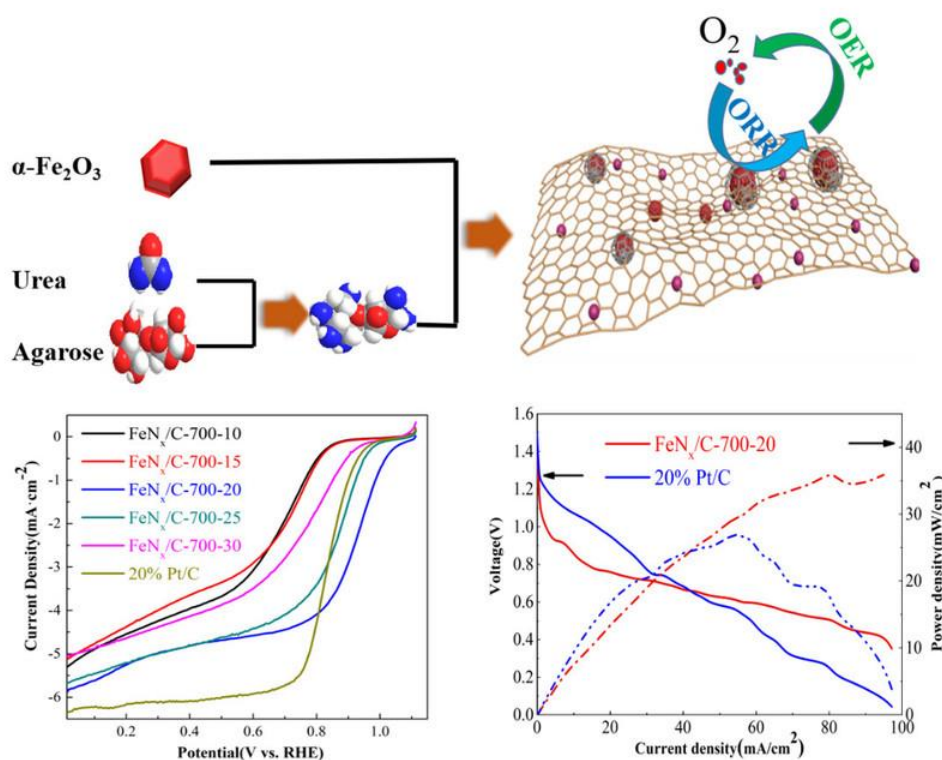 O₂
OER
ORR
α-Fe₂O₃
Urea
Agarose
FeNₓ/C-700-10
FeNₓ/C-700-15
FeNₓ/C-700-20
FeNₓ/C-700-25
FeNₓ/C-700-30
20% Pt/C
Current Density(mA·cm⁻²)
0
-1
-2
-3
-4
-5
-6
0.2 0.4 0.6 0.8 1.0
Potential(V vs. RHE)
FeNₓ/C-700-20
20% Pt/C
Voltage(V)
1.6
1.4
1.2
1.0
0.8
0.6
0.4
0.2
0.0
0 20 40 60 80 100
Current density(mA/cm²)
40
30
20
10
0
Power density(mW/cm²)